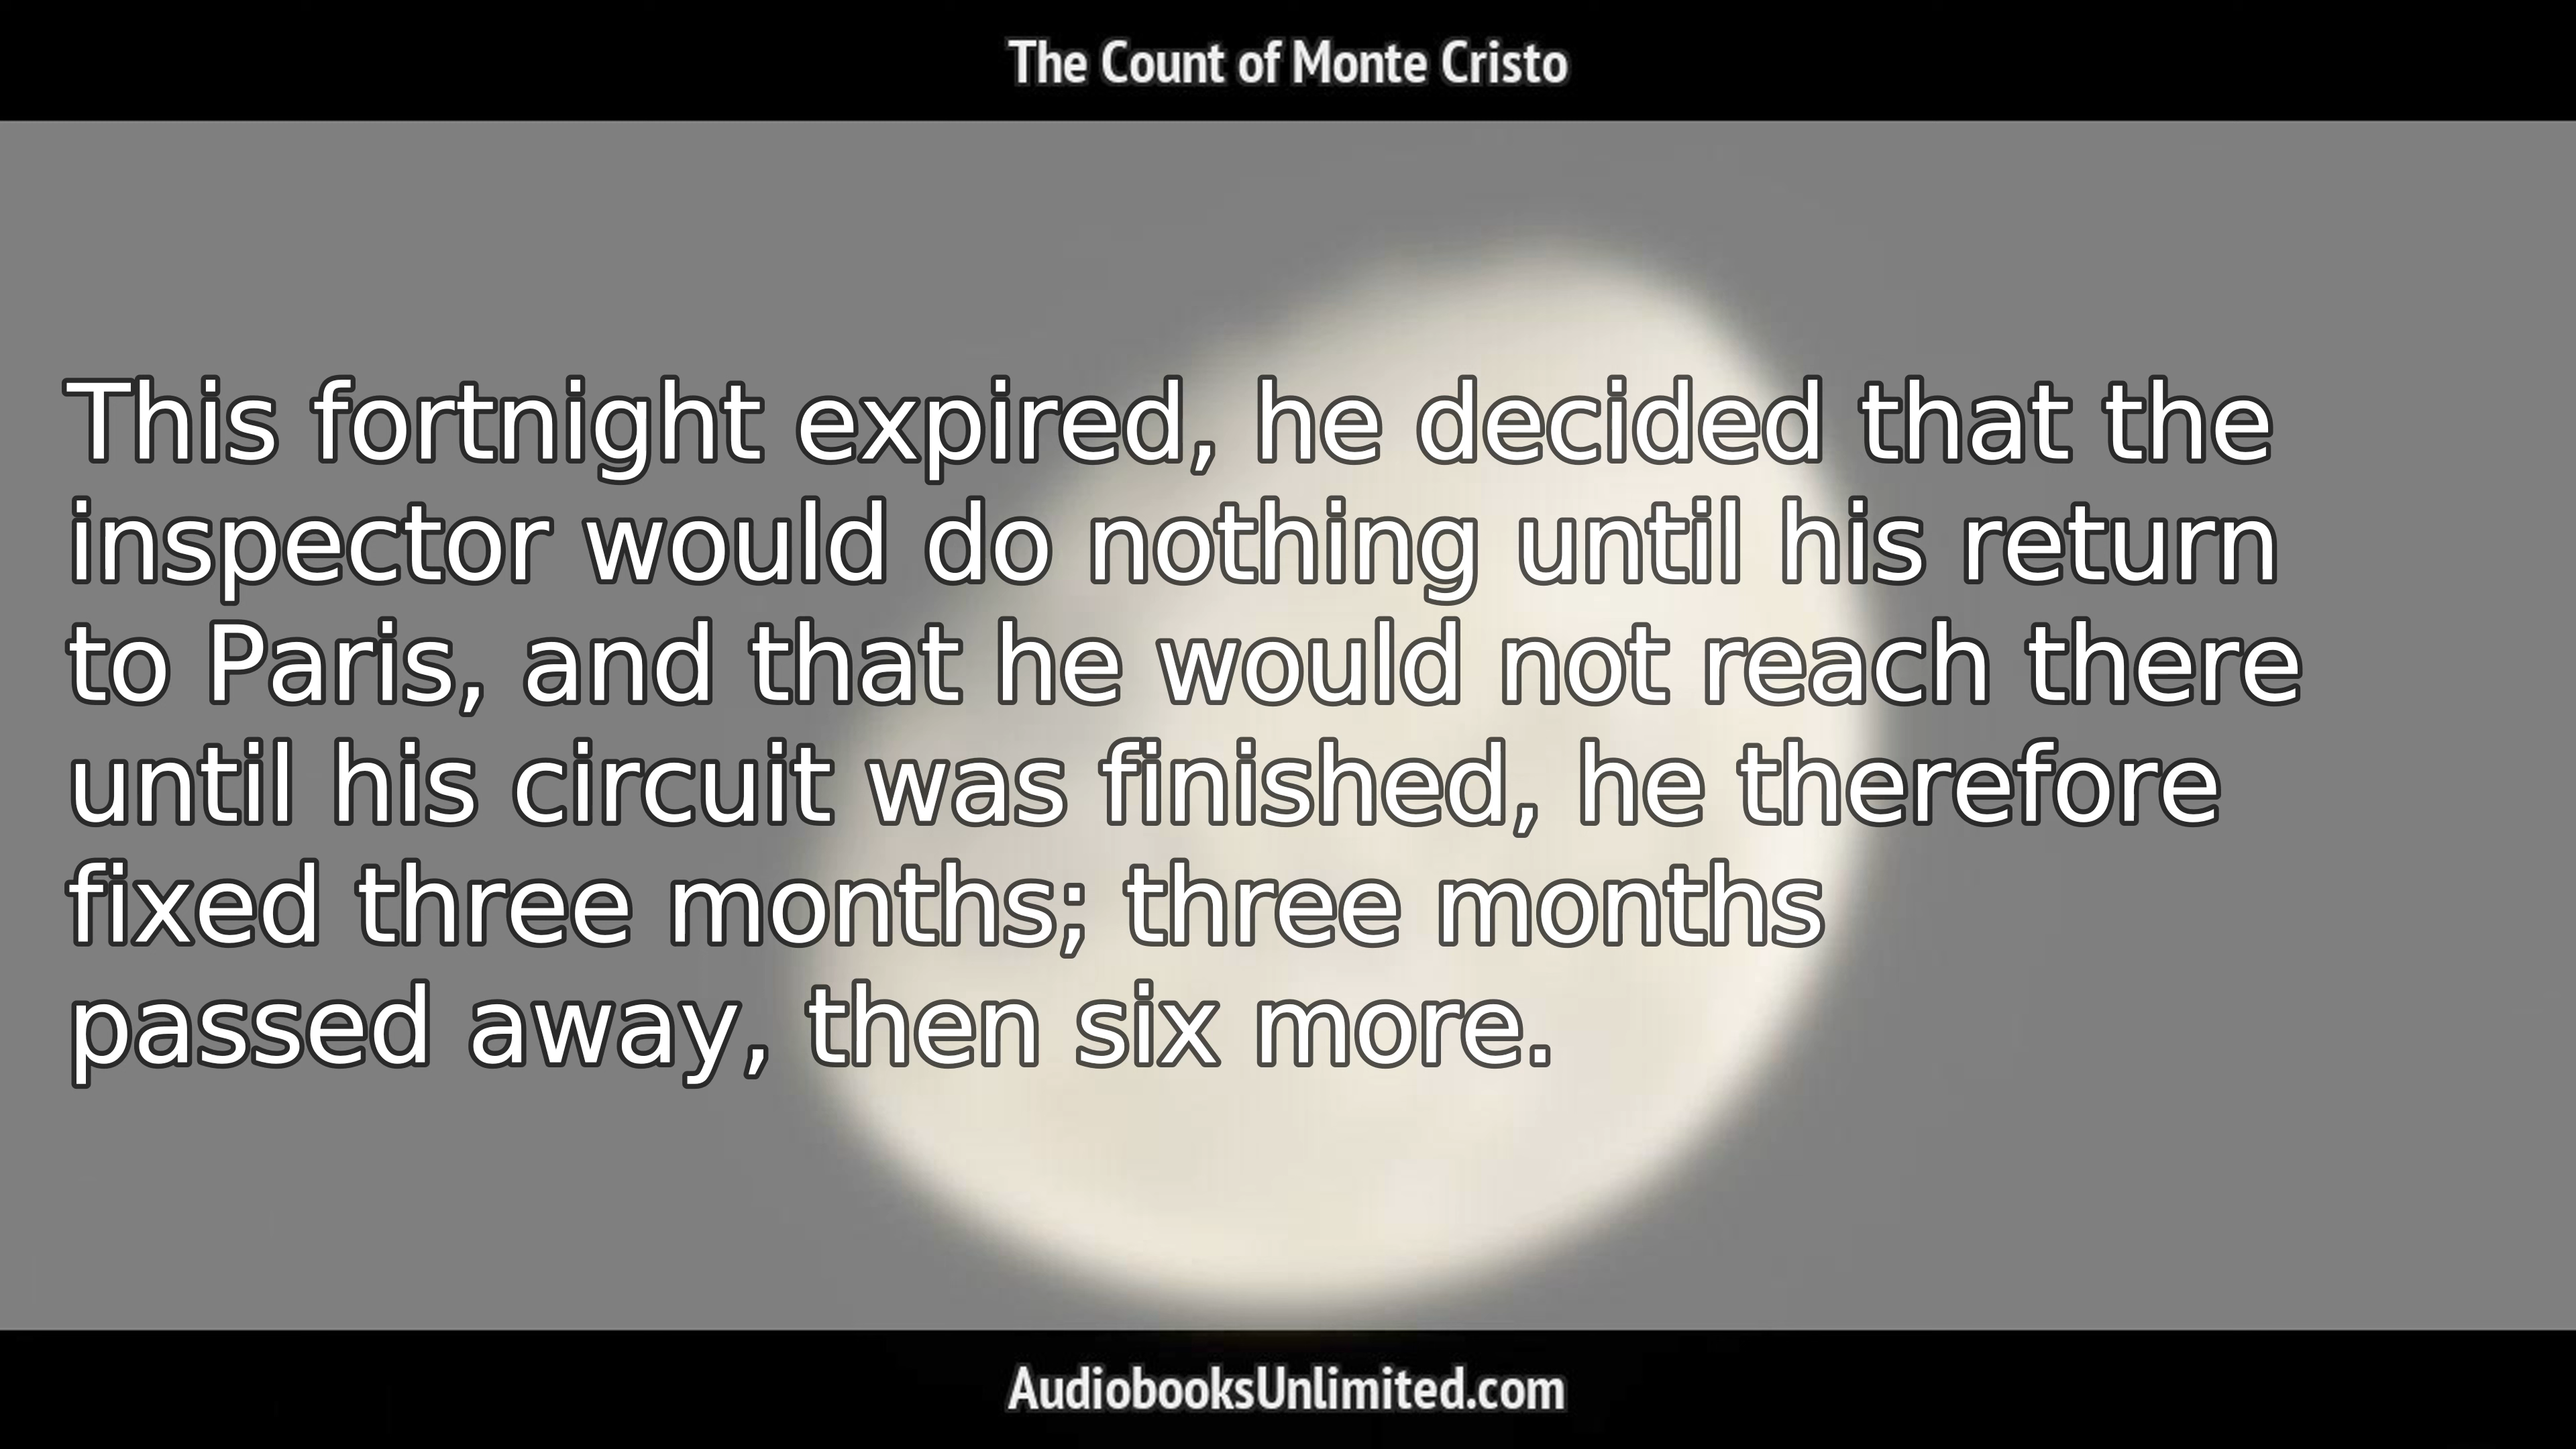 The Count of Monte Cristo
This fortnight expired, he decided that the
inspector would do nothing until his return
to Paris, and that he would not reach there
until his circuit was finished, he therefore
fixed three months; three months
passed away, then six more.
AudiobooksUnlimited.com